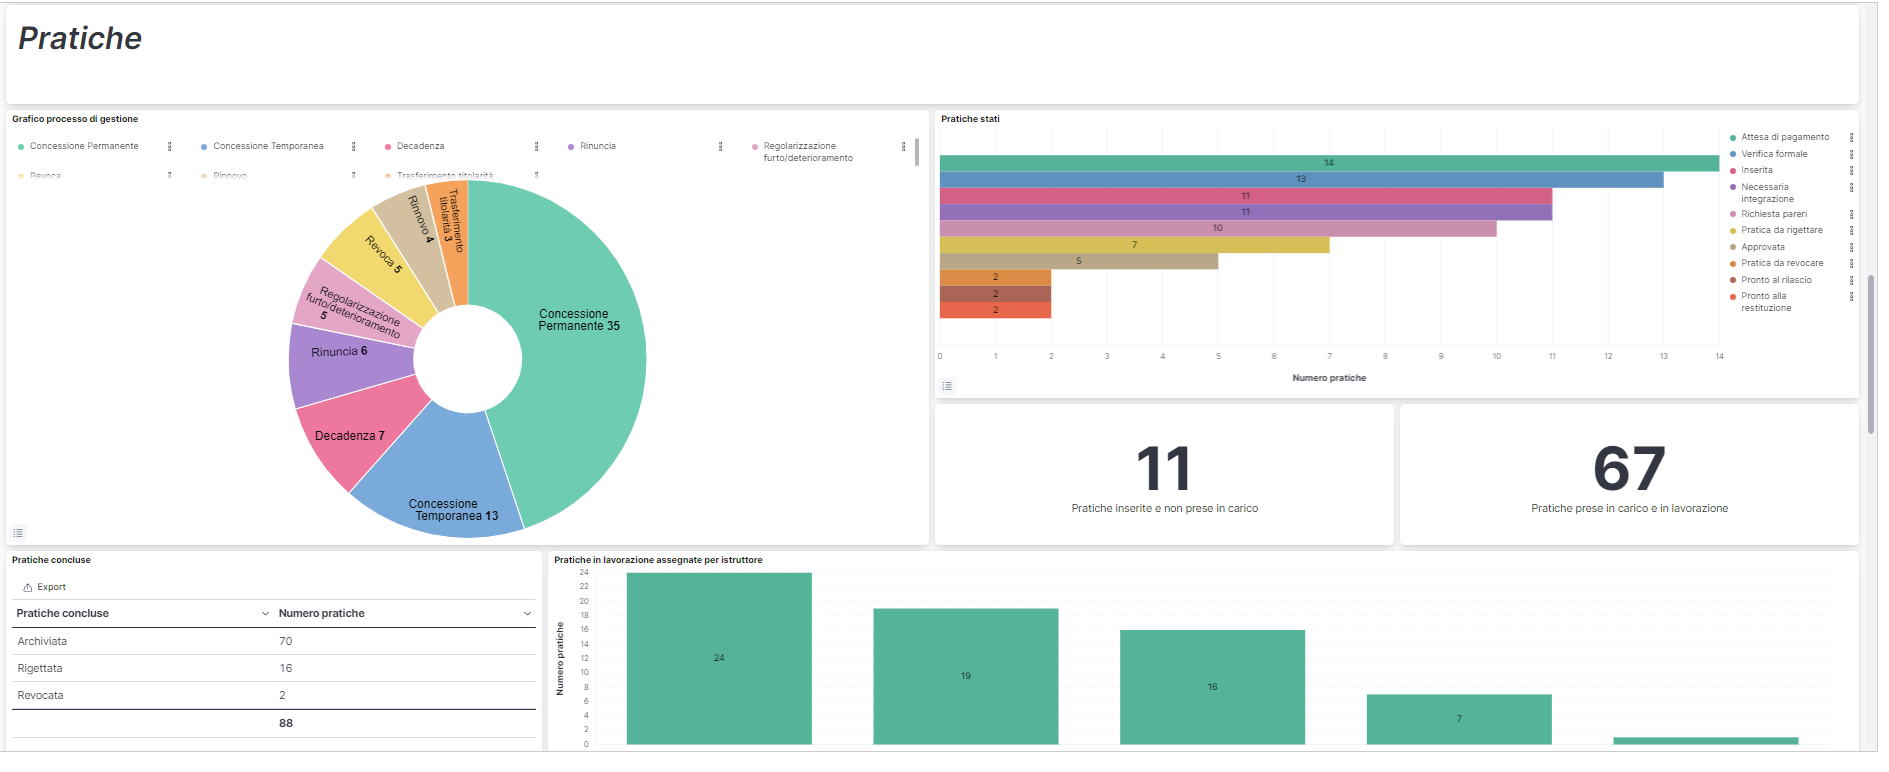 Pratiche
Grafico processo di gestione
Concessione Permanente
Concessione Temporanea
Decadenza
Rinuncia
Regolarizzazione
furto/deterioramento
Revoca
Rinnovo
Trasferimento titolarità
Trasferimento
titolarità 3
Rinnovo 4
Revoca 5
Regolarizzazione
furto/deterioramento
5
Rinuncia 6
Decadenza 7
Concessione
Temporanea 13
Concessione
Permanente 35
Pratiche stati
14
13
11
11
10
7
5
2
2
2
0 1 2 3 4 5 6 7 8 9 10 11 12 13 14
Numero pratiche
Attesa di pagamento
Verifica formale
Inserita
Necessaria
integrazione
Richiesta pareri
Pratica da rigettare
Approvata
Pratica da revocare
Pronto al rilascio
Pronto alla
restituzione
11
Pratiche inserite e non prese in carico
67
Pratiche prese in carico e in lavorazione
Pratiche concluse
Export
Pratiche concluse Numero pratiche
Archiviata 70
Rigettata 16
Revocata 2
88
Pratiche in lavorazione assegnate per istruttore
Numero pratiche
24
22
20
18
16
14
12
10
8
6
4
2
0
24
19
16
7